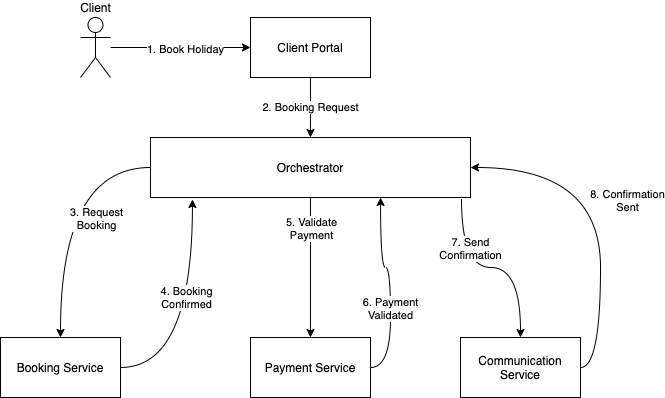 Client
1. Book Holiday
Client Portal
2. Booking Request
Orchestrator
3. Request
Booking
4. Booking
Confirmed
5. Validate
Payment
6. Payment
Validated
7. Send
Confirmation
8. Confirmation
Sent
Booking Service
Payment Service
Communication
Service